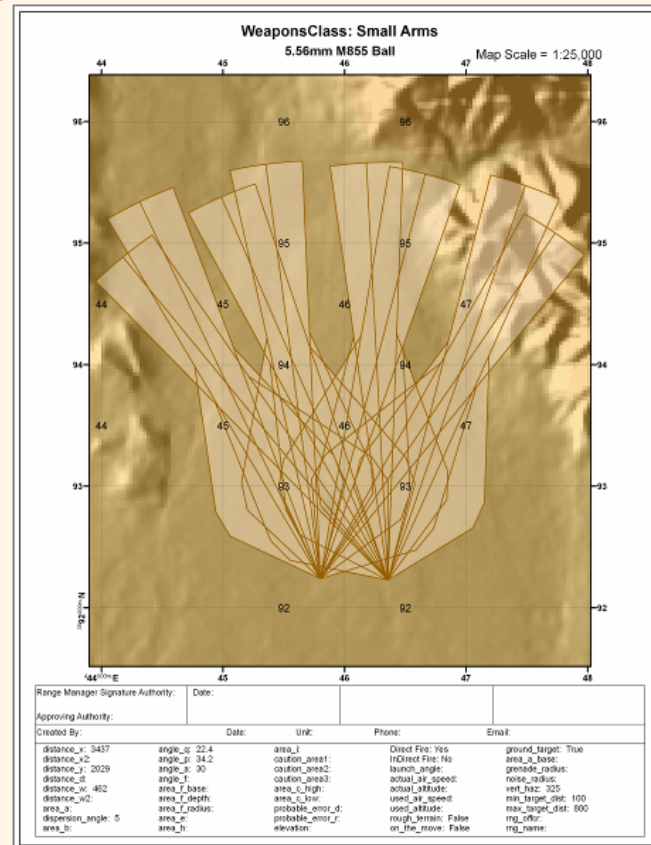 WeaponsClass: Small Arms
5.56mm M855 Ball
Map Scale = 1:25,000
44 45 46 47 48
96 96 96 96
95 95 95 95
44 45 46 47
94 94 94 94
44 45 46 47
93 93 93 93
92 92 92 92
³⁹92⁰⁰⁰ᵐN
⁴44⁰⁰⁰ᵐE 45 46 47 48
Range Manager Signature Authority: Date:
Approving Authority:
Created By: Date: Unit: Phone: Email:
distance_x: 3437 angle_q: 22.4 area_i: Direct Fire: Yes ground_target: True
distance_x2: angle_p: 34.2 caution_area1: InDirect Fire: No area_a_base:
distance_y: 2029 angle_a: 30 caution_area2: launch_angle: grenade_radius:
distance_d: angle_f: caution_area3: actual_air_speed: noise_radius:
distance_w: 462 area_f_base: area_c_high: actual_altitude: vert_haz: 325
distance_w2: area_f_depth: area_c_low: used_air_speed: min_target_dist: 100
area_a: area_f_radius: probable_error_d: used_altitude: max_target_dist: 800
dispersion_angle: 5 area_e: probable_error_r: rough_terrain: False rng_offcr:
area_b: area_h: elevation: on_the_move: False rng_name: